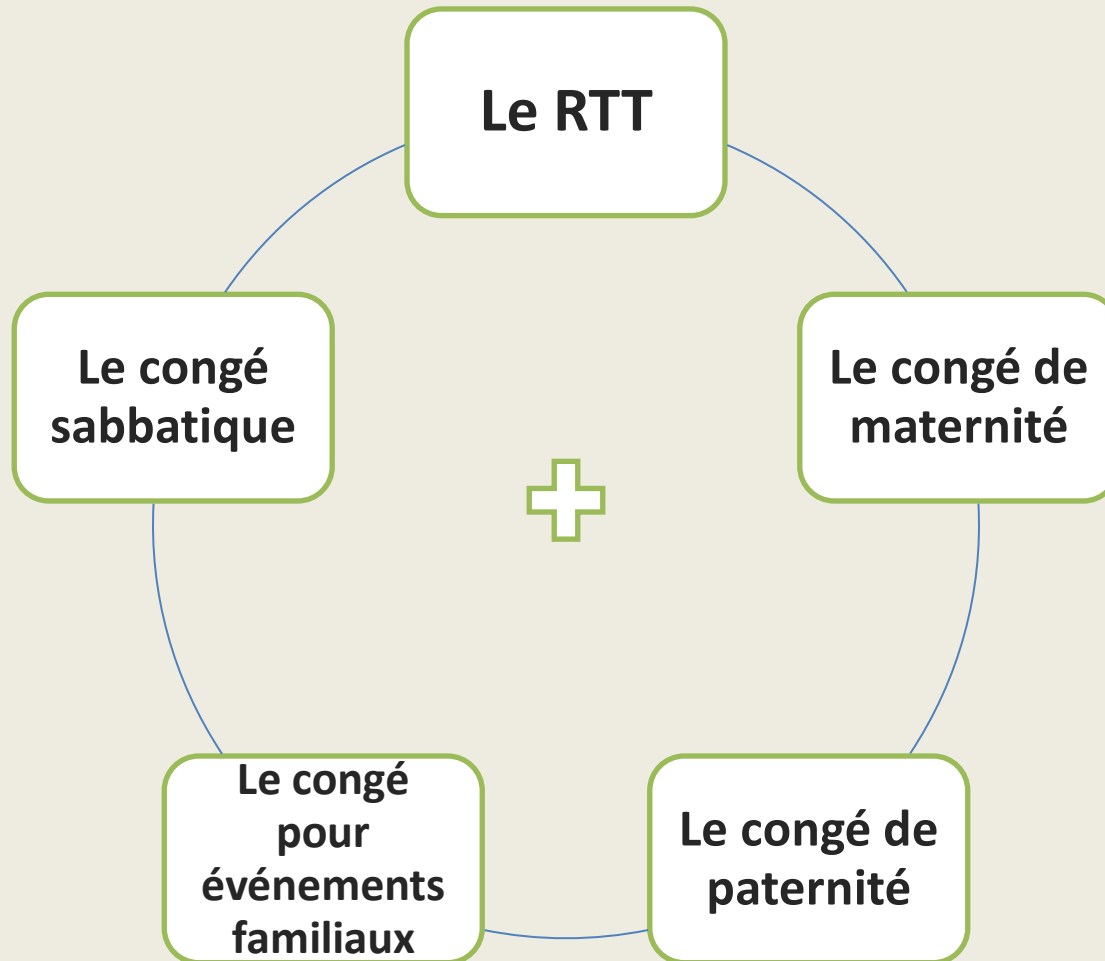 Le RTT
Le congé
sabbatique
Le congé de
maternité
Le congé
pour
événements
familiaux
Le congé de
paternité